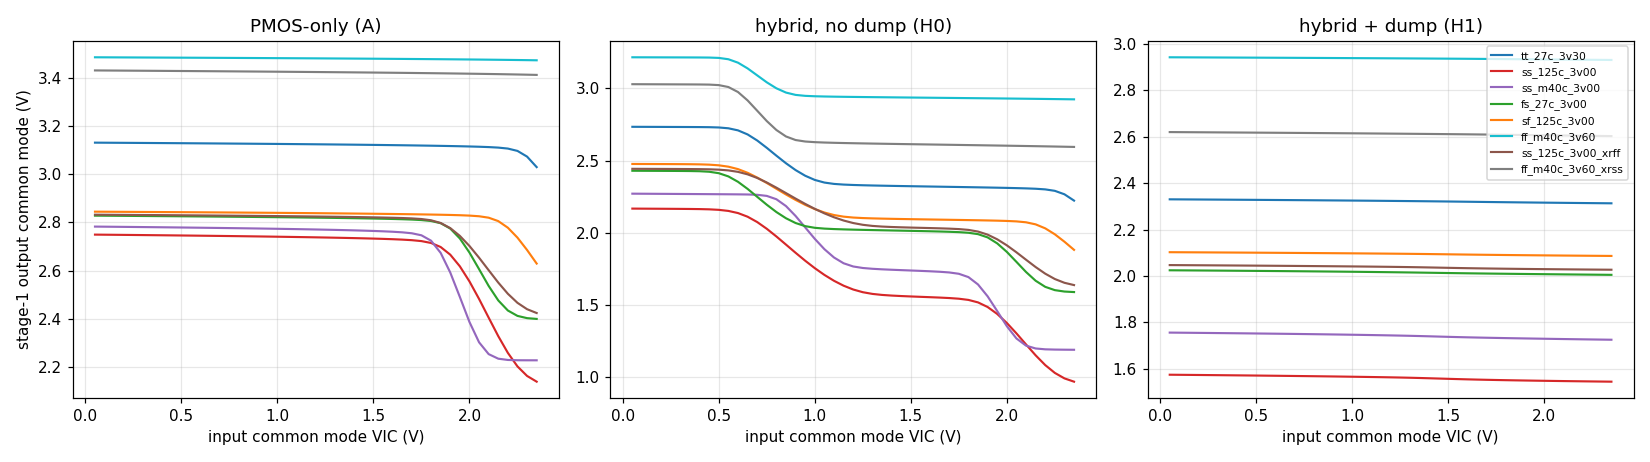 PMOS-only (A)
stage-1 output common mode (V)
3.4
3.2
3.0
2.8
2.6
2.4
2.2
0.0 0.5 1.0 1.5 2.0
input common mode VIC (V)
hybrid, no dump (H0)
3.0
2.5
2.0
1.5
1.0
0.0 0.5 1.0 1.5 2.0
input common mode VIC (V)
hybrid + dump (H1)
3.0
2.8
2.6
2.4
2.2
2.0
1.8
1.6
0.0 0.5 1.0 1.5 2.0
input common mode VIC (V)
tt_27c_3v30
ss_125c_3v00
ss_m40c_3v00
fs_27c_3v00
sf_125c_3v00
ff_m40c_3v60
ss_125c_3v00_xrff
ff_m40c_3v60_xrss